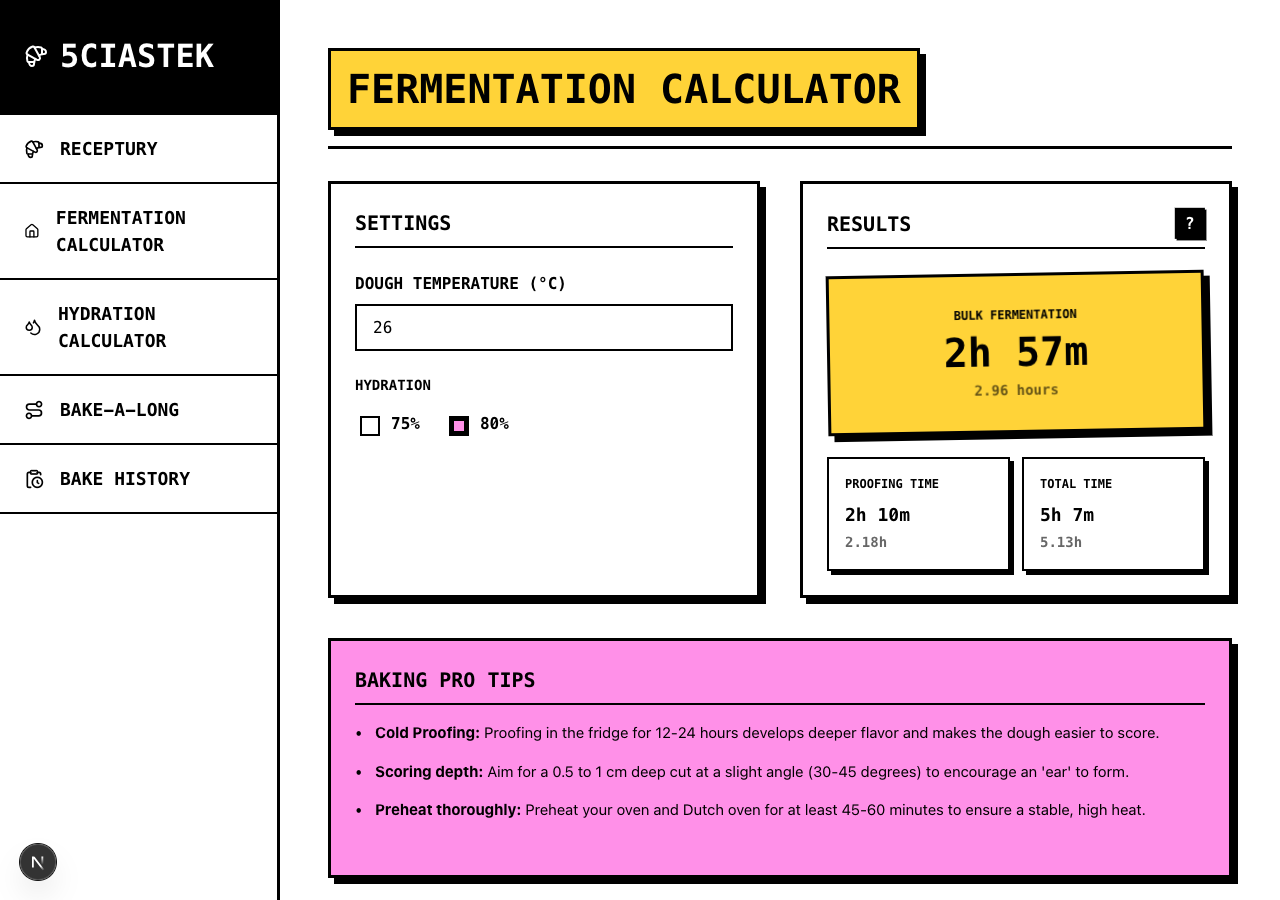 5CIASTEK
RECEPTURY
FERMENTATION
CALCULATOR
HYDRATION
CALCULATOR
BAKE–A–LONG
BAKE HISTORY
FERMENTATION CALCULATOR
SETTINGS
DOUGH TEMPERATURE (°C)
26
HYDRATION
75% 80%
RESULTS ?
BULK FERMENTATION
2h 57m
2.96 hours
PROOFING TIME
2h 10m
2.18h
TOTAL TIME
5h 7m
5.13h
BAKING PRO TIPS
• Cold Proofing: Proofing in the fridge for 12-24 hours develops deeper flavor and makes the dough easier to score.
• Scoring depth: Aim for a 0.5 to 1 cm deep cut at a slight angle (30-45 degrees) to encourage an 'ear' to form.
• Preheat thoroughly: Preheat your oven and Dutch oven for at least 45-60 minutes to ensure a stable, high heat.
N